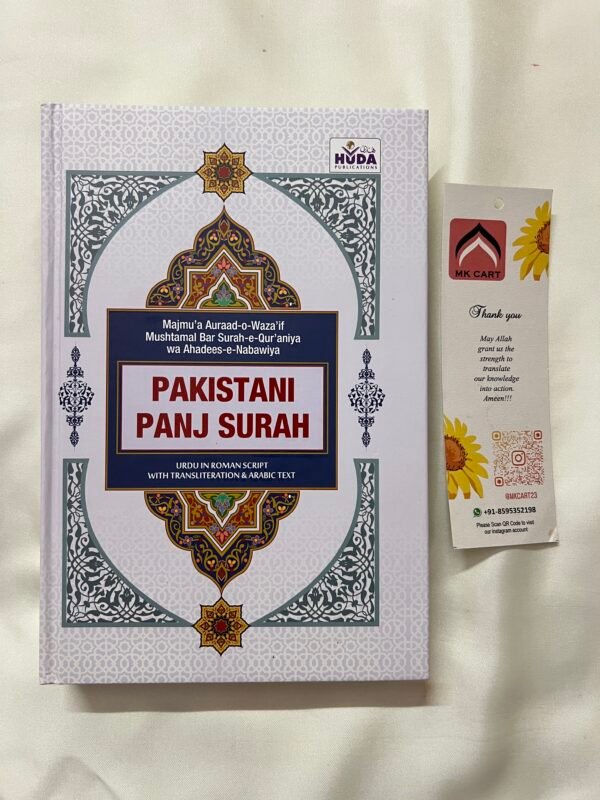 HUDA
PUBLICATIONS
Majmu'a Auraad-o-Waza'if
Mushtamal Bar Surah-e-Qur'aniya
wa Ahadees-e-Nabawiya
PAKISTANI
PANJ SURAH
URDU IN ROMAN SCRIPT
WITH TRANSLITERATION & ARABIC TEXT
MK CART
Thank you
May Allah
grant us the
strength to
translate
our knowledge
into action.
Ameen!!!
@MKCART23
+91-8595352198
Please Scan QR Code to visit
our instagram account